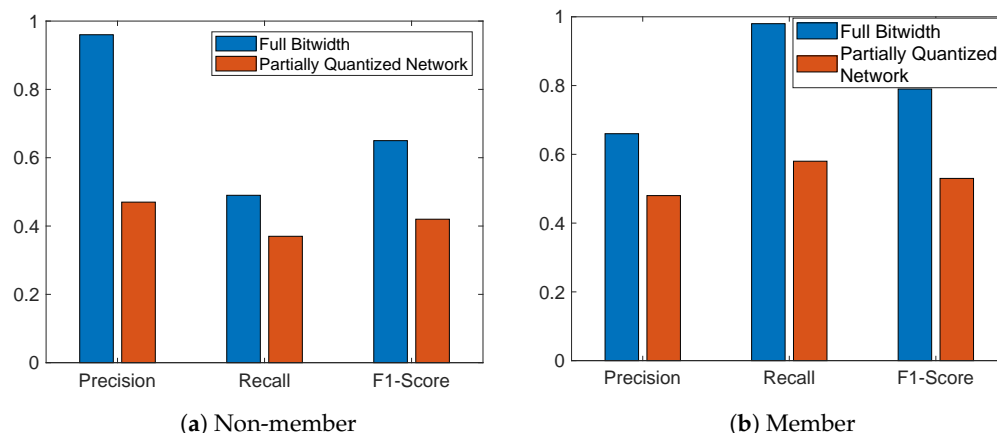 1
0.8
0.6
0.4
0.2
0
Full Bitwidth
Partially Quantized Network
Precision
Recall
F1-Score
(a) Non-member
1
0.8
0.6
0.4
0.2
0
Full Bitwidth
Partially Quantized
Network
Precision
Recall
F1-Score
(b) Member